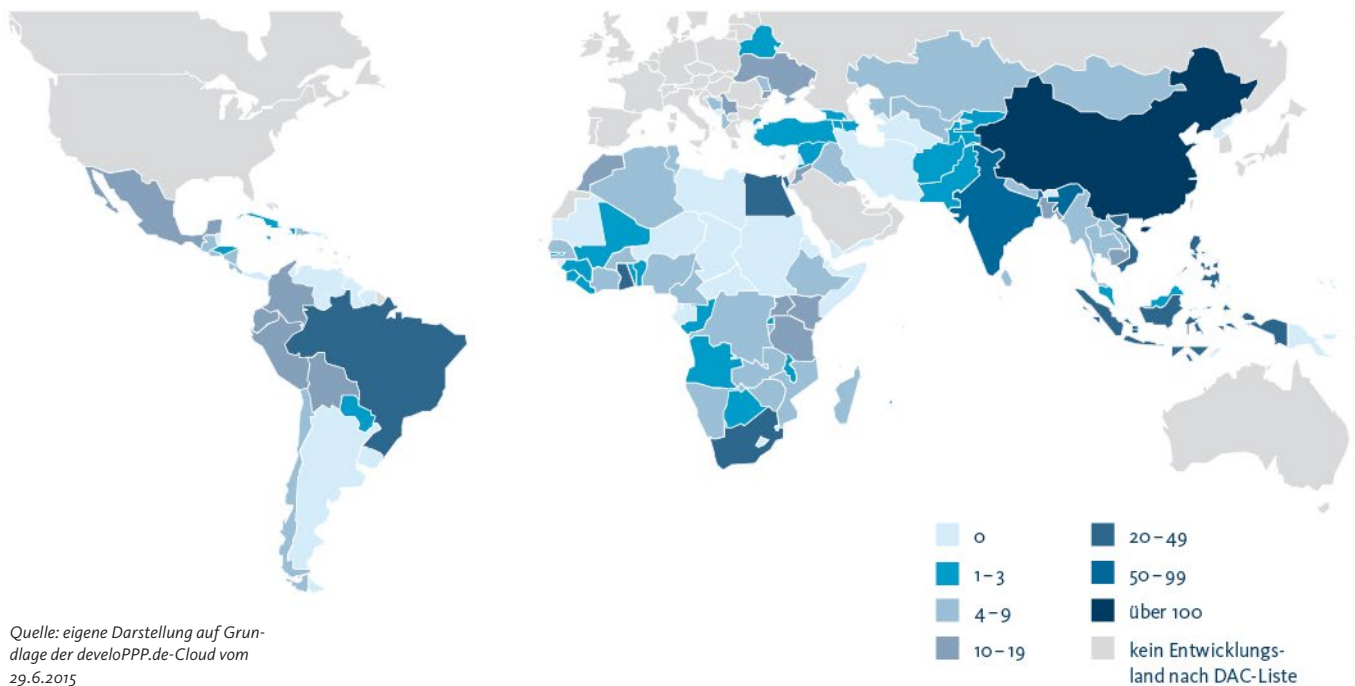 0
1–3
4–9
10–19
20–49
50–99
über 100
kein Entwicklungs-
land nach DAC-Liste
Quelle: eigene Darstellung auf Grun-
dlage der develoPPP.de-Cloud vom
29.6.2015